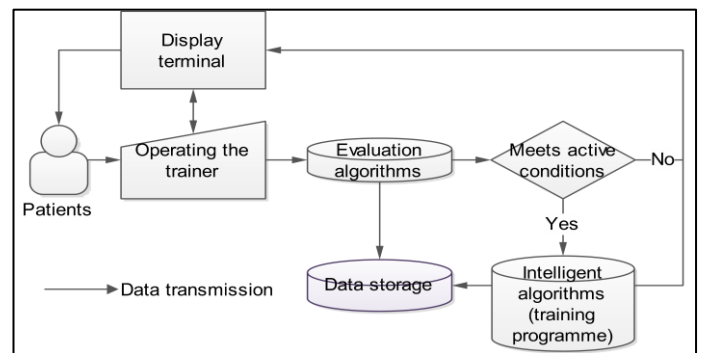 Display
terminal
Operating the
trainer
Evaluation
algorithms
Meets active
conditions
No
Patients
Yes
Data transmission
Data storage
Intelligent
algorithms
(training
programme)